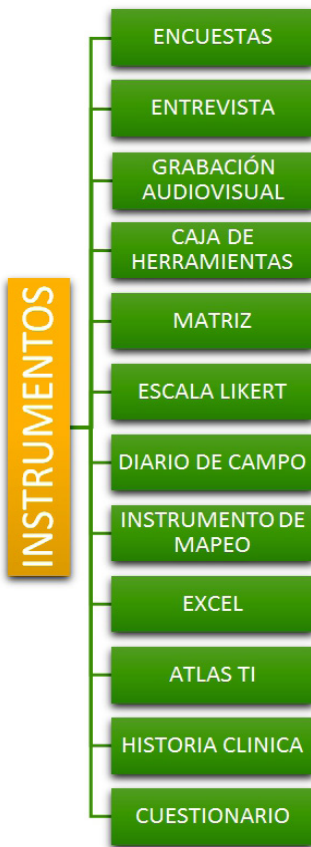 INSTRUMENTOS
ENCUESTAS
ENTREVISTA
GRABACIÓN
AUDIOVISUAL
CAJA DE
HERRAMIENTAS
MATRIZ
ESCALA LIKERT
DIARIO DE CAMPO
INSTRUMENTO DE
MAPEO
EXCEL
ATLAS TI
HISTORIA CLINICA
CUESTIONARIO